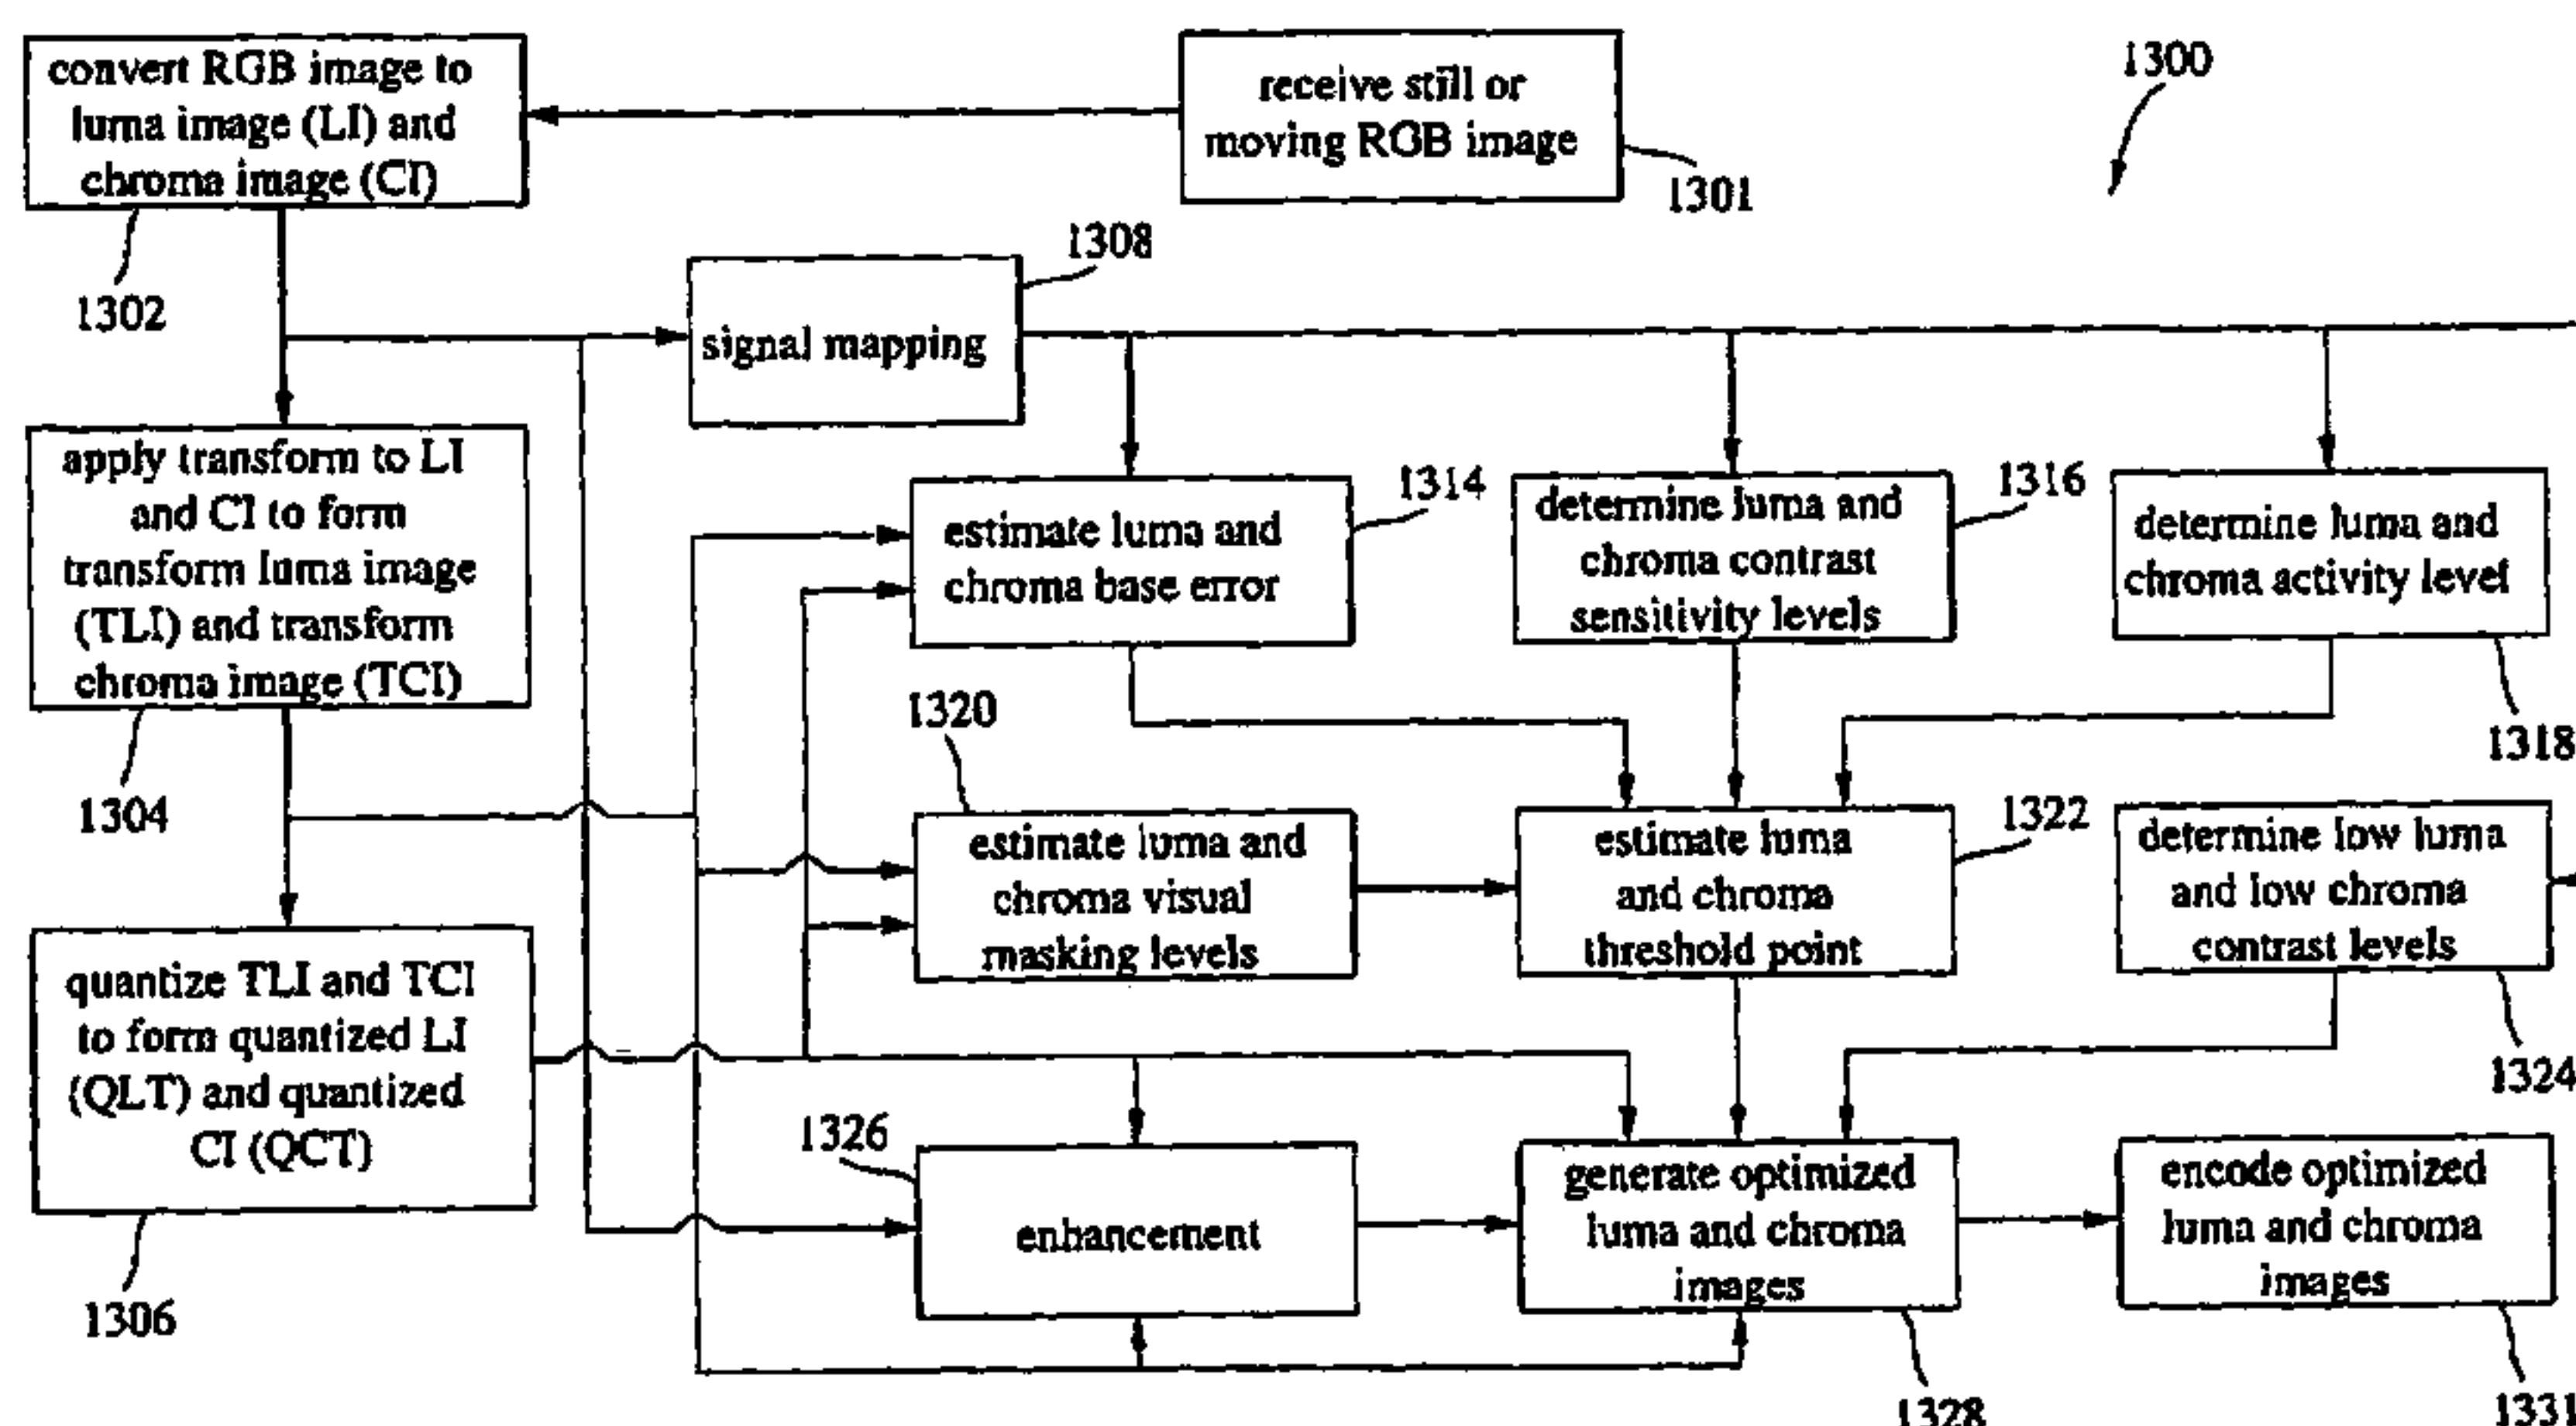 convert RGB image to
luma image (LI) and
chroma image (CI)
1302
receive still or
moving RGB image
1301
1300
signal mapping
1308
apply transform to LI
and CI to form
transform luma image
(TLI) and transform
chroma image (TCI)
1304
estimate luma and
chroma base error
1314
determine luma and
chroma contrast
sensitivity levels
1316
determine luma and
chroma activity level
1318
1320
estimate luma and
chroma visual
masking levels
estimate luma
and chroma
threshold point
1322
determine low luma
and low chroma
contrast levels
1324
quantize TLI and TCI
to form quantized LI
(QLT) and quantized
CI (QCT)
1306
1326
enhancement
generate optimized
luma and chroma
images
1328
encode optimized
luma and chroma
images
1331